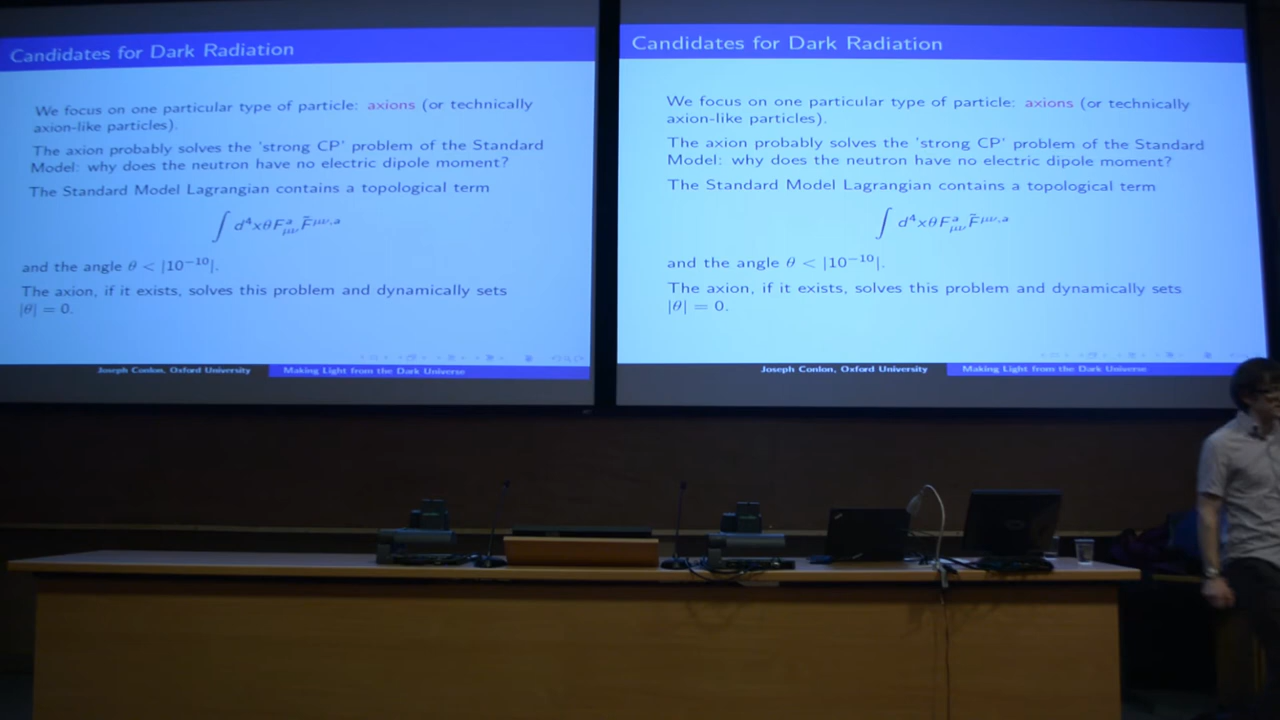 Candidates for Dark Radiation
We focus on one particular type of particle: axions (or technically
axion-like particles).
The axion probably solves the 'strong CP' problem of the Standard
Model: why does the neutron have no electric dipole moment?
The Standard Model Lagrangian contains a topological term
∫ d⁴xθFᵃ_μν F̃^μν,a
and the angle θ < |10⁻¹⁰|.
The axion, if it exists, solves this problem and dynamically sets
|θ| = 0.
Joseph Conlon, Oxford University
Making Light from the Dark Universe
Candidates for Dark Radiation
We focus on one particular type of particle: axions (or technically
axion-like particles).
The axion probably solves the 'strong CP' problem of the Standard
Model: why does the neutron have no electric dipole moment?
The Standard Model Lagrangian contains a topological term
∫ d⁴xθFᵃ_μν F̃^μν,a
and the angle θ < |10⁻¹⁰|.
The axion, if it exists, solves this problem and dynamically sets
|θ| = 0.
Joseph Conlon, Oxford University
Making Light from the Dark Universe